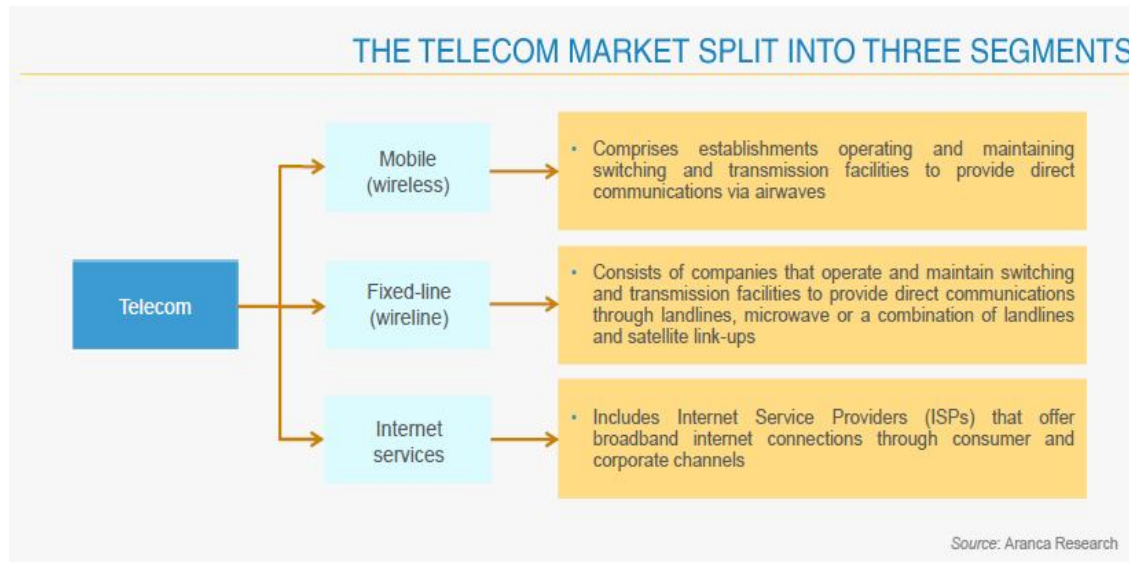 THE TELECOM MARKET SPLIT INTO THREE SEGMENTS
Telecom
Mobile
(wireless)
• Comprises establishments operating and maintaining
switching and transmission facilities to provide direct
communications via airwaves
Fixed-line
(wireline)
• Consists of companies that operate and maintain switching
and transmission facilities to provide direct communications
through landlines, microwave or a combination of landlines
and satellite link-ups
Internet
services
• Includes Internet Service Providers (ISPs) that offer
broadband internet connections through consumer and
corporate channels
Source: Aranca Research